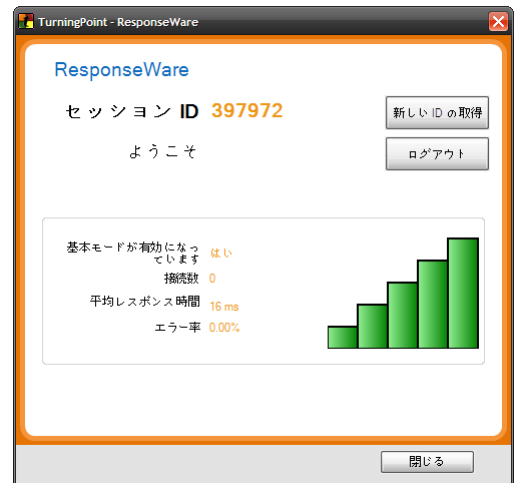 TurningPoint - ResponseWare
ResponseWare
セッション ID 397972
新しい ID の取得
ようこそ
ログアウト
基本モードが有効になっ
ています はい
接続数 0
平均レスポンス時間 16 ms
エラー率 0.00%
閉じる